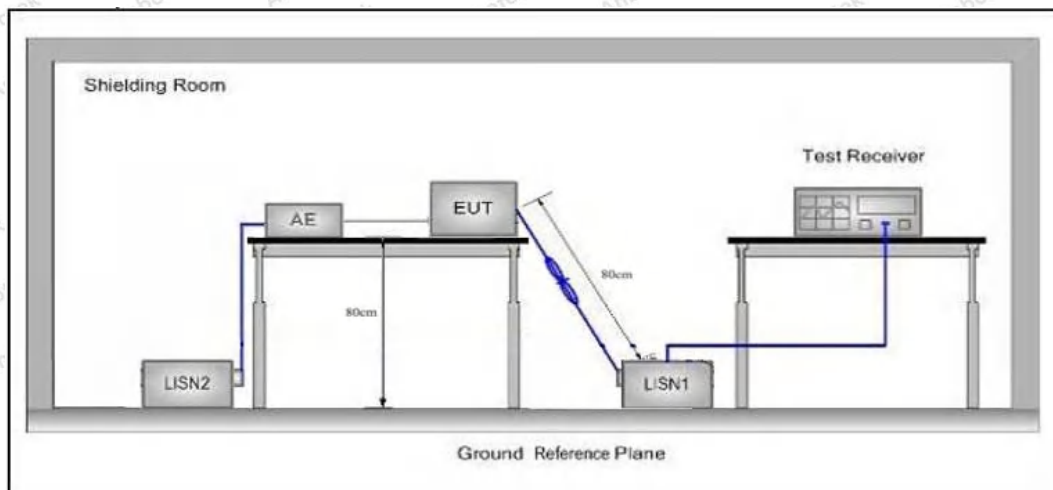 Shielding Room
Test Receiver
AE
EUT
80cm
80cm
LISN2
LISN1
Ground Reference Plane